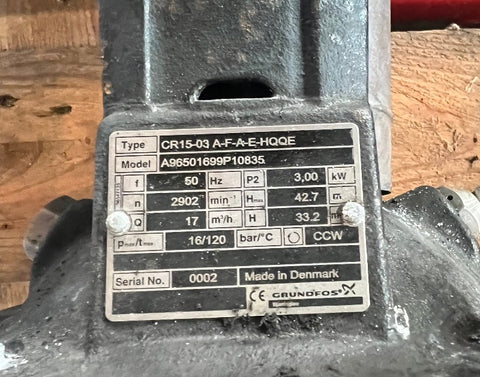 Type CR15-03 A-F-A-E-HQQE
Model A96501699P10835
f 50 Hz P2 3,00 kW
n 2902 min⁻¹ Hmax 42.7 m
Q 17 m³/h H 33.2 m
pmax/tmax 16/120 bar/°C CCW
Serial No. 0002 Made in Denmark
CE GRUNDFOS